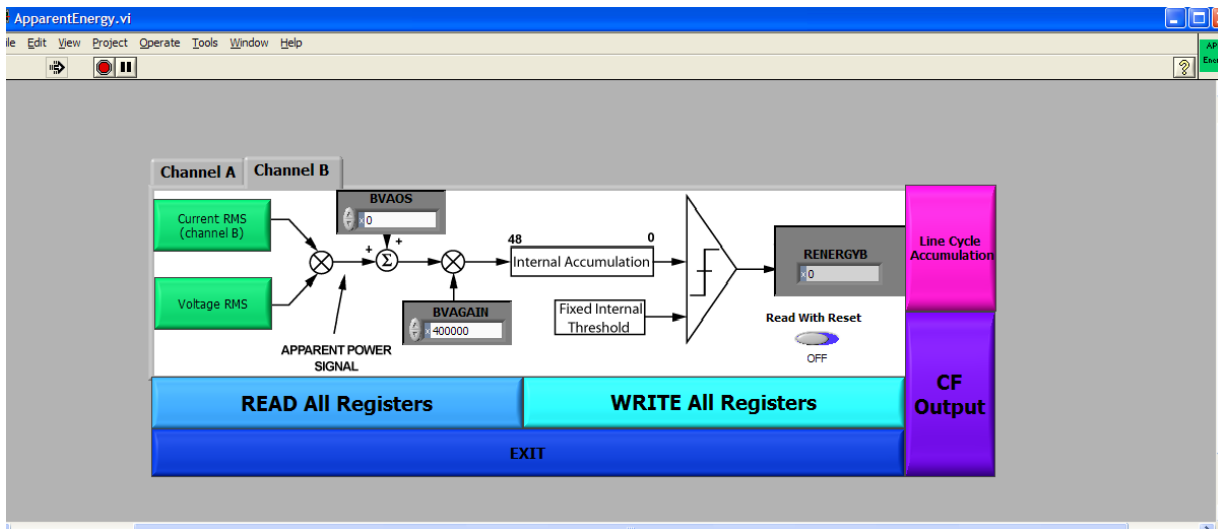 ApparentEnergy.vi
Edit View Project Operate Tools Window Help
?
Channel A Channel B
BVAOS
x 0
Current RMS
(channel B)
+ +
Σ
48 0
Internal Accumulation
RENERGYB
x 0
Line Cycle
Accumulation
Voltage RMS
BVAGAIN
x 400000
Fixed Internal
Threshold
Read With Reset
OFF
APPARENT POWER
SIGNAL
READ All Registers
WRITE All Registers
CF
Output
EXIT